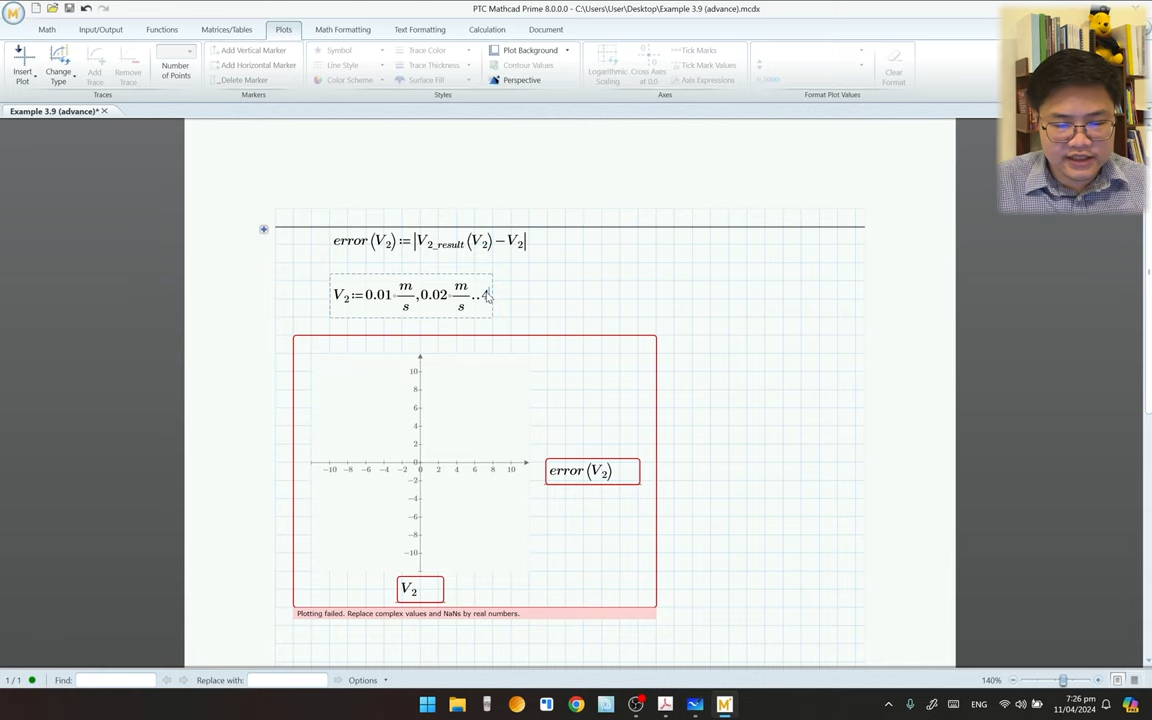 PTC Mathcad Prime 8.0.0.0 - C:\Users\User\Desktop\Example 3.9 (advance).mcdx
Math Input/Output Functions Matrices/Tables Plots Math Formatting Text Formatting Calculation Document
Insert Plot Change Type Add Trace Remove Trace
Traces
Number of Points
Add Vertical Marker
Add Horizontal Marker
Delete Marker
Markers
Symbol Trace Color Plot Background
Line Style Trace Thickness Contour Values
Color Scheme Surface Fill Perspective
Styles
Logarithmic Scaling Cross Axes at 0,0
Tick Marks
Tick Mark Values
Axis Expressions
Axes
0.0000
Format Plot Values
Clear Format
Example 3.9 (advance)*
error(V₂):=|V₂_result(V₂)−V₂|
V₂:=0.01 m/s,0.02 m/s..4
10
8
6
4
2
0
−10 −8 −6 −4 −2 0 2 4 6 8 10
−2
−4
−6
−8
−10
error(V₂)
V₂
Plotting failed. Replace complex values and NaNs by real numbers.
1 / 1 Find: Replace with: Options 140%
7:26 pm
11/04/2024